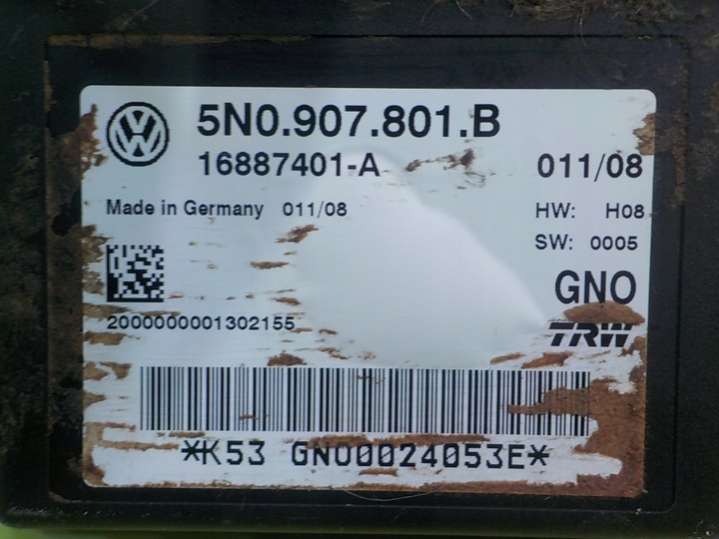 5N0.907.801.B
16887401-A 011/08
Made in Germany 011/08 HW: H08
SW: 0005
GNO
2000000001302155 TRW
*K53 GNO00024053E*